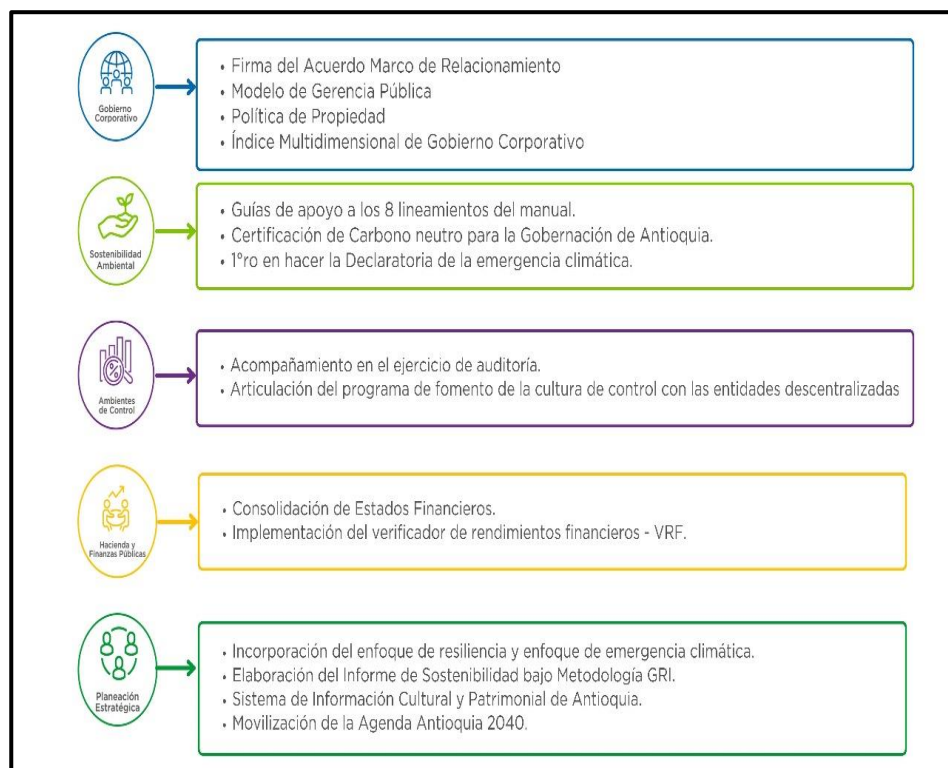 Gobierno
Corporativo
• Firma del Acuerdo Marco de Relacionamiento
• Modelo de Gerencia Pública
• Política de Propiedad
• Índice Multidimensional de Gobierno Corporativo
Sostenibilidad
Ambiental
• Guías de apoyo a los 8 lineamientos del manual.
• Certificación de Carbono neutro para la Gobernación de Antioquia.
• 1°ro en hacer la Declaratoria de la emergencia climática.
Ambientes
de Control
• Acompañamiento en el ejercicio de auditoría.
• Articulación del programa de fomento de la cultura de control con las entidades descentralizadas
Hacienda y
Finanzas Públicas
• Consolidación de Estados Financieros.
• Implementación del verificador de rendimientos financieros - VRF.
Planeación
Estratégica
• Incorporación del enfoque de resiliencia y enfoque de emergencia climática.
• Elaboración del Informe de Sostenibilidad bajo Metodología GRI.
• Sistema de Información Cultural y Patrimonial de Antioquia.
• Movilización de la Agenda Antioquia 2040.